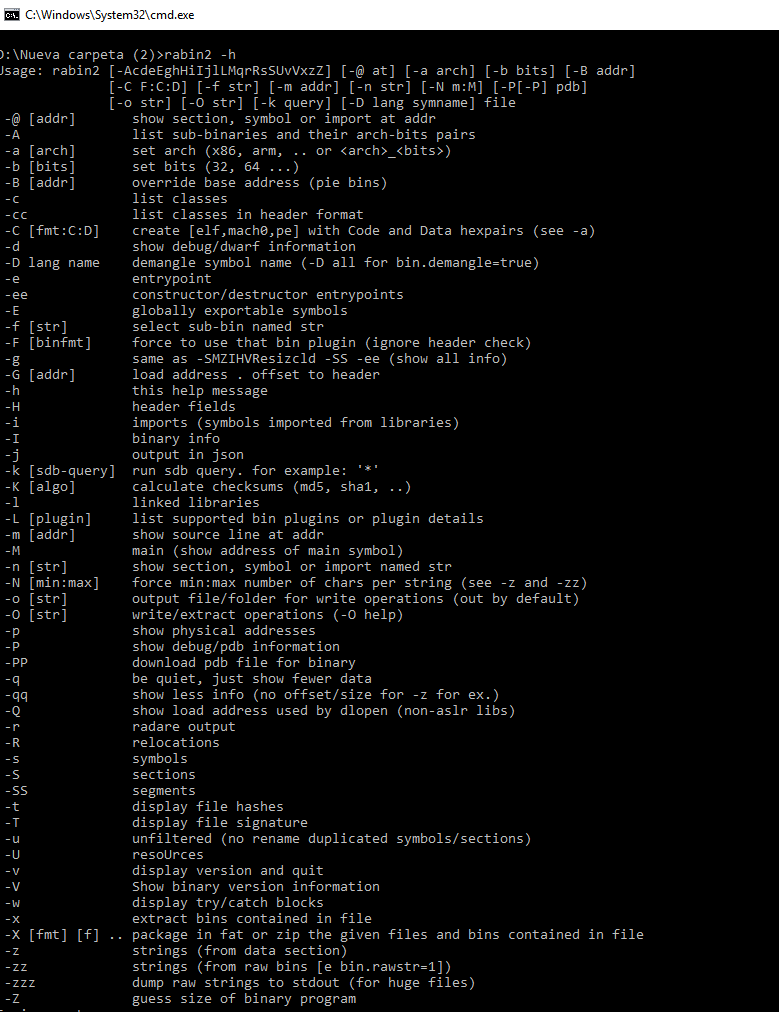 C:\Windows\System32\cmd.exe
D:\Nueva carpeta (2)>rabin2 -h
Usage: rabin2 [-AcdeEghHiIjlLMqrRsSUvVxzZ] [-@ at] [-a arch] [-b bits] [-B addr]
[-C F:C:D] [-f str] [-m addr] [-n str] [-N m:M] [-P[-P] pdb]
[-o str] [-O str] [-k query] [-D lang symname] file
-@ [addr] show section, symbol or import at addr
-A list sub-binaries and their arch-bits pairs
-a [arch] set arch (x86, arm, .. or <arch>_<bits>)
-b [bits] set bits (32, 64 ...)
-B [addr] override base address (pie bins)
-c list classes
-cc list classes in header format
-C [fmt:C:D] create [elf,mach0,pe] with Code and Data hexpairs (see -a)
-d show debug/dwarf information
-D lang name demangle symbol name (-D all for bin.demangle=true)
-e entrypoint
-ee constructor/destructor entrypoints
-E globally exportable symbols
-f [str] select sub-bin named str
-F [binfmt] force to use that bin plugin (ignore header check)
-g same as -SMZIHVResizcld -SS -ee (show all info)
-G [addr] load address . offset to header
-h this help message
-H header fields
-i imports (symbols imported from libraries)
-I binary info
-j output in json
-k [sdb-query] run sdb query. for example: '*'
-K [algo] calculate checksums (md5, sha1, ..)
-l linked libraries
-L [plugin] list supported bin plugins or plugin details
-m [addr] show source line at addr
-M main (show address of main symbol)
-n [str] show section, symbol or import named str
-N [min:max] force min:max number of chars per string (see -z and -zz)
-o [str] output file/folder for write operations (out by default)
-O [str] write/extract operations (-O help)
-p show physical addresses
-P show debug/pdb information
-PP download pdb file for binary
-q be quiet, just show fewer data
-qq show less info (no offset/size for -z for ex.)
-Q show load address used by dlopen (non-aslr libs)
-r radare output
-R relocations
-s symbols
-S sections
-SS segments
-t display file hashes
-T display file signature
-u unfiltered (no rename duplicated symbols/sections)
-U resoUrces
-v display version and quit
-V Show binary version information
-w display try/catch blocks
-x extract bins contained in file
-X [fmt] [f] .. package in fat or zip the given files and bins contained in file
-z strings (from data section)
-zz strings (from raw bins [e bin.rawstr=1])
-zzz dump raw strings to stdout (for huge files)
-Z guess size of binary program